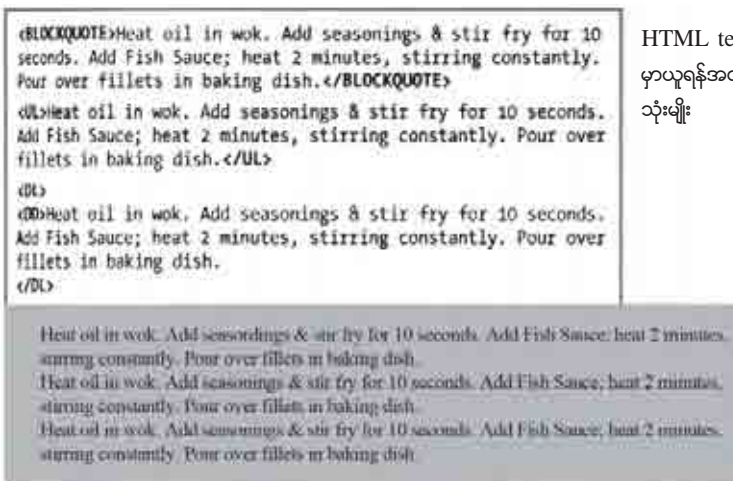 <BLOCKQUOTE>Heat oil in wok. Add seasonings & stir fry for 10
seconds. Add Fish Sauce; heat 2 minutes, stirring constantly.
Pour over fillets in baking dish.</BLOCKQUOTE>
<UL>Heat oil in wok. Add seasonings & stir fry for 10 seconds.
Add Fish Sauce; heat 2 minutes, stirring constantly. Pour over
fillets in baking dish.</UL>
<DL>
<DD>Heat oil in wok. Add seasonings & stir fry for 10 seconds.
Add Fish Sauce; heat 2 minutes, stirring constantly. Pour over
fillets in baking dish.
</DL>
HTML
မှာယူရန်
သုံးမျိုး
Heat oil in wok. Add seasonings & stir fry for 10 seconds. Add Fish Sauce; heat 2 minutes,
stirring constantly. Pour over fillets in baking dish.
Heat oil in wok. Add seasonings & stir fry for 10 seconds. Add Fish Sauce; heat 2 minutes,
stirring constantly. Pour over fillets in baking dish.
Heat oil in wok. Add seasonings & stir fry for 10 seconds. Add Fish Sauce; heat 2 minutes,
stirring constantly. Pour over fillets in baking dish.